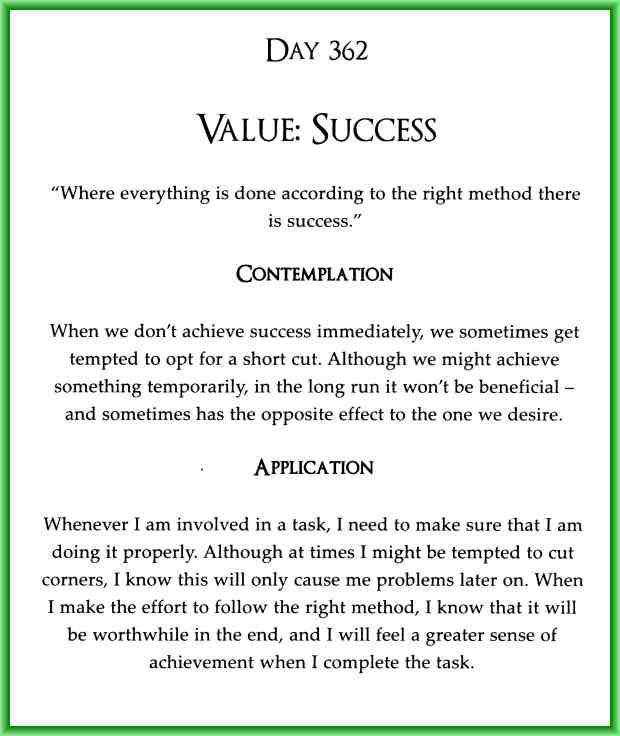 Day 362
Value: Success
“Where everything is done according to the right method there
is success.”
Contemplation
When we don’t achieve success immediately, we sometimes get
tempted to opt for a short cut. Although we might achieve
something temporarily, in the long run it won’t be beneficial –
and sometimes has the opposite effect to the one we desire.
Application
Whenever I am involved in a task, I need to make sure that I am
doing it properly. Although at times I might be tempted to cut
corners, I know this will only cause me problems later on. When
I make the effort to follow the right method, I know that it will
be worthwhile in the end, and I will feel a greater sense of
achievement when I complete the task.